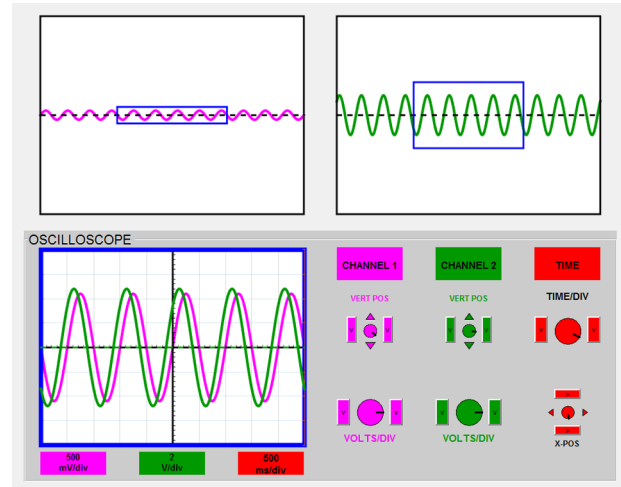 OSCILLOSCOPE
CHANNEL 1
CHANNEL 2
TIME
VERT POS
VERT POS
TIME/DIV
V
V
V
V
V
V
V
V
V
V
VOLTS/DIV
VOLTS/DIV
X-POS
500
mV/div
2
V/div
500
ms/div